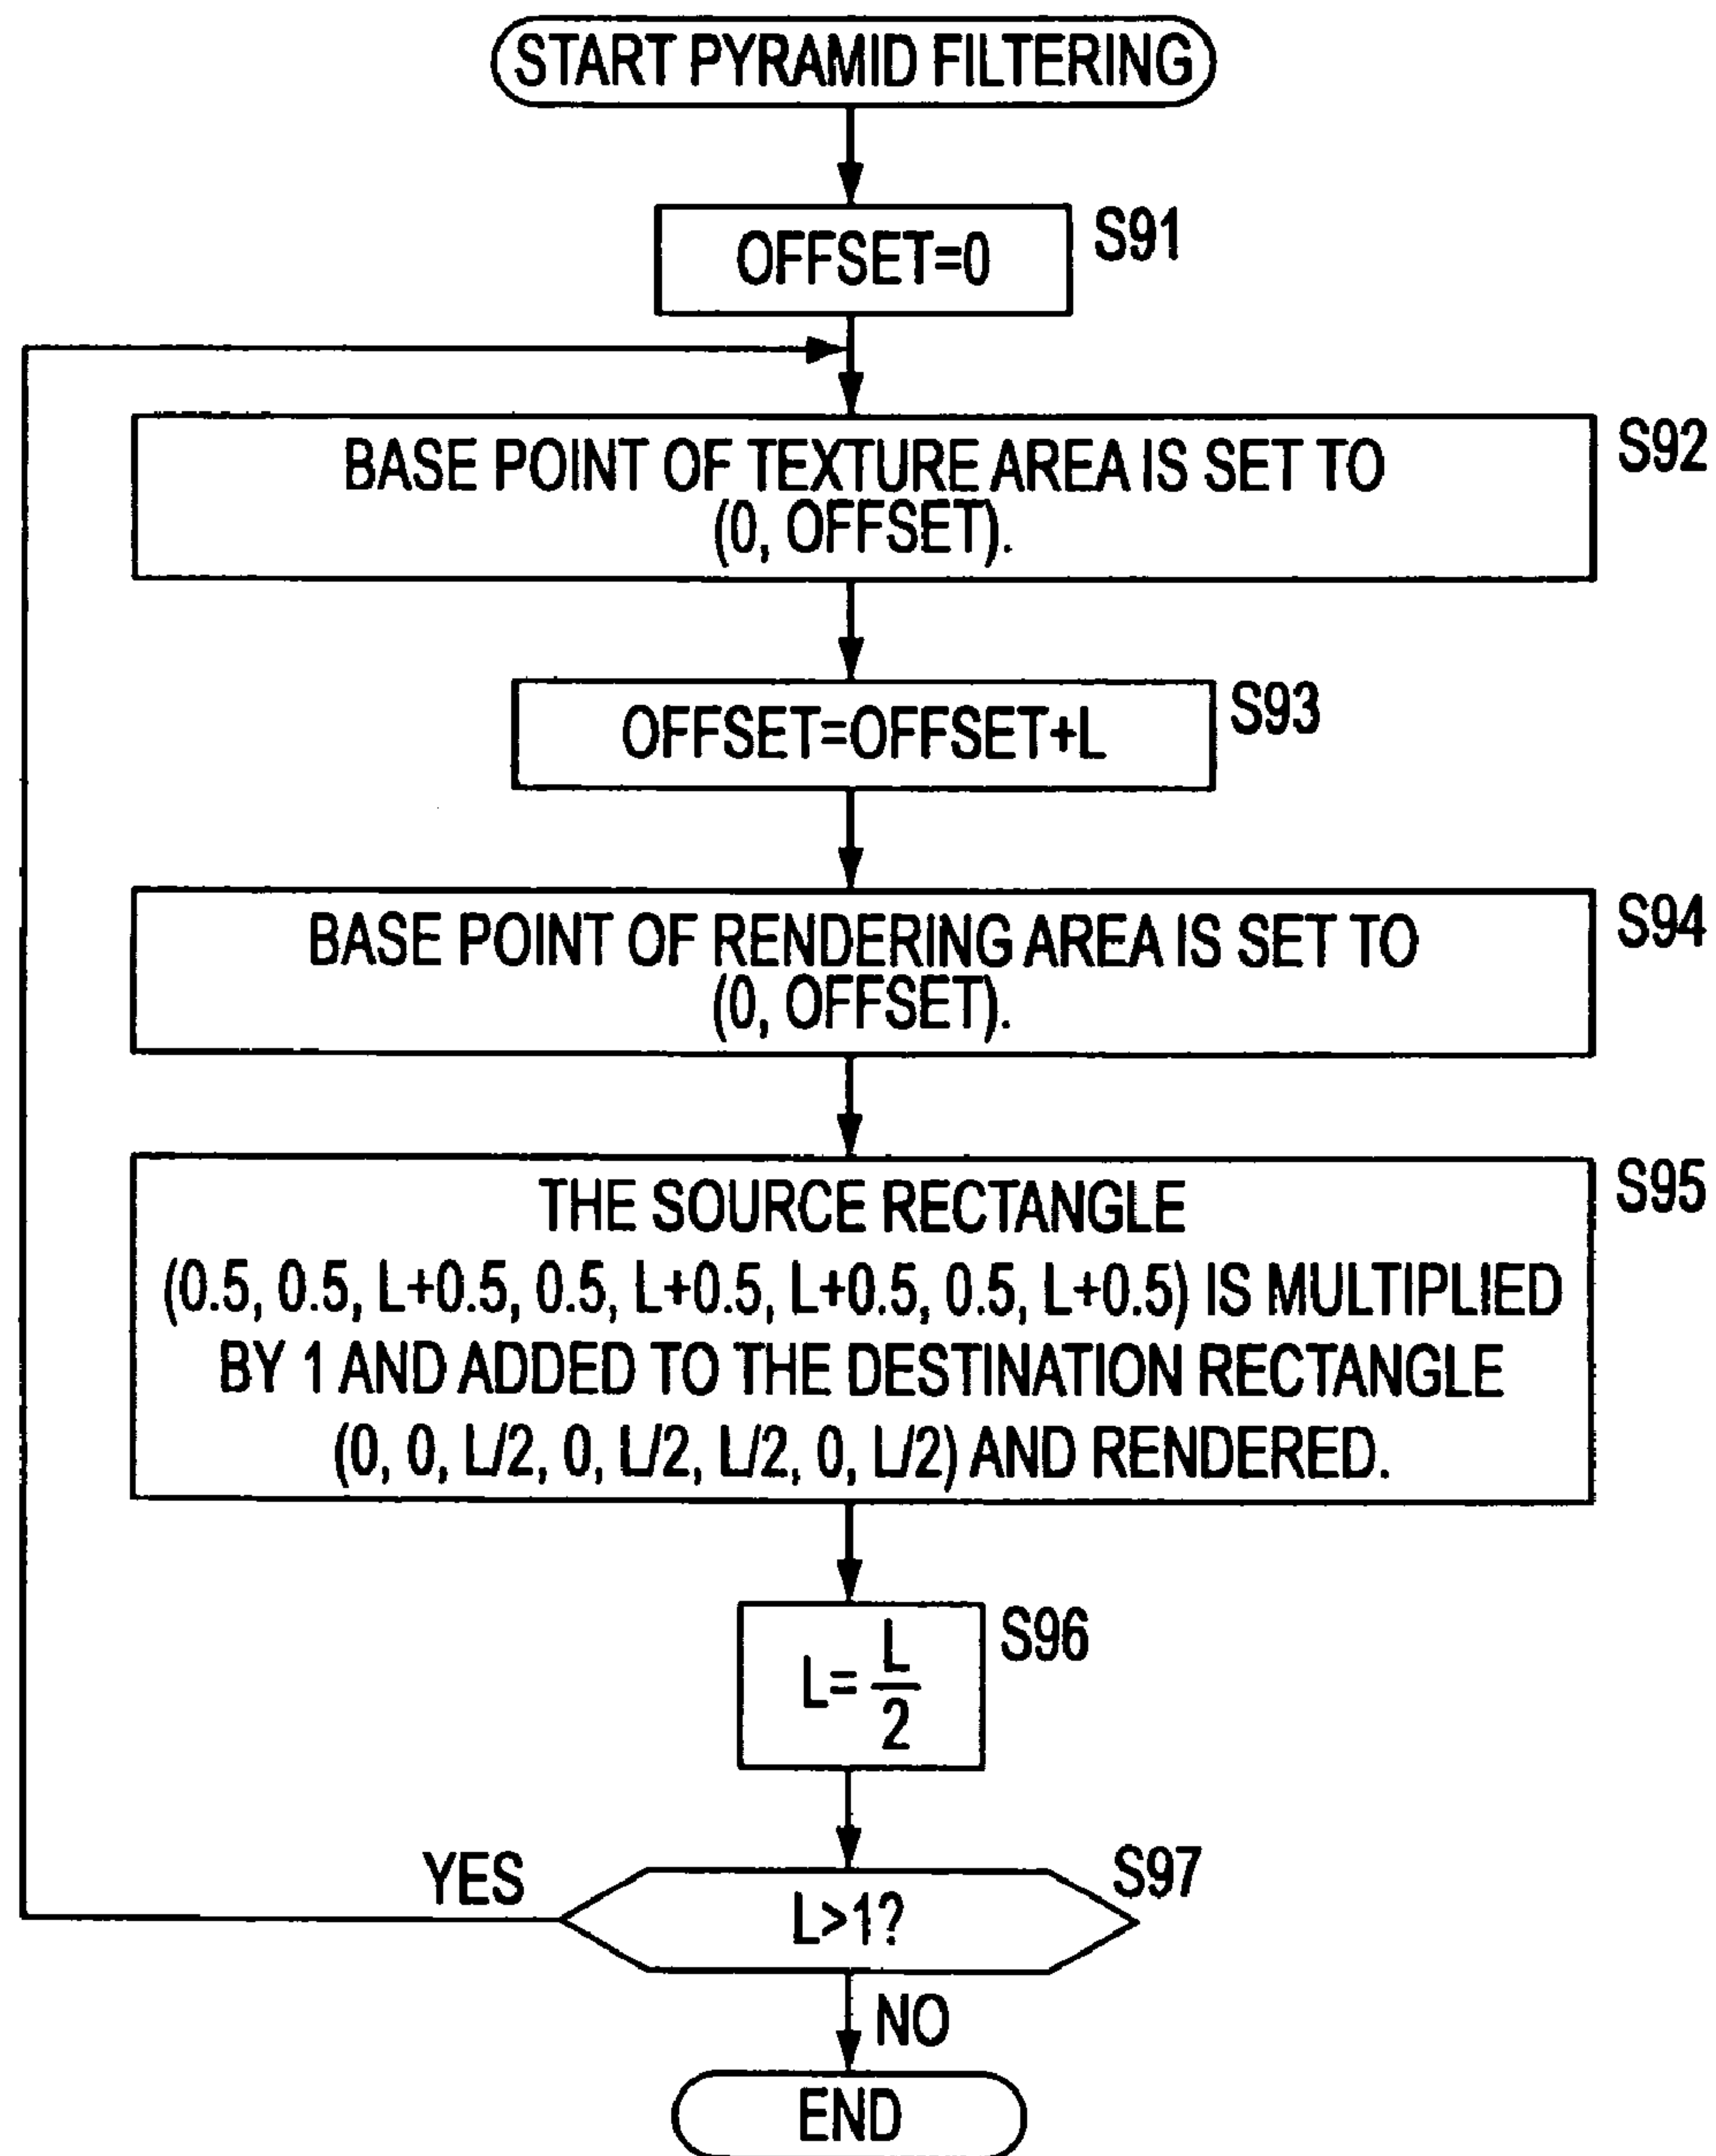 START PYRAMID FILTERING
OFFSET=0
S91
BASE POINT OF TEXTURE AREA IS SET TO
(0, OFFSET).
S92
OFFSET=OFFSET+L
S93
BASE POINT OF RENDERING AREA IS SET TO
(0, OFFSET).
S94
THE SOURCE RECTANGLE
(0.5, 0.5, L+0.5, 0.5, L+0.5, L+0.5, 0.5, L+0.5) IS MULTIPLIED
BY 1 AND ADDED TO THE DESTINATION RECTANGLE
(0, 0, L/2, 0, L/2, L/2, 0, L/2) AND RENDERED.
S95
L=L/2
S96
L>1?
S97
YES
NO
END